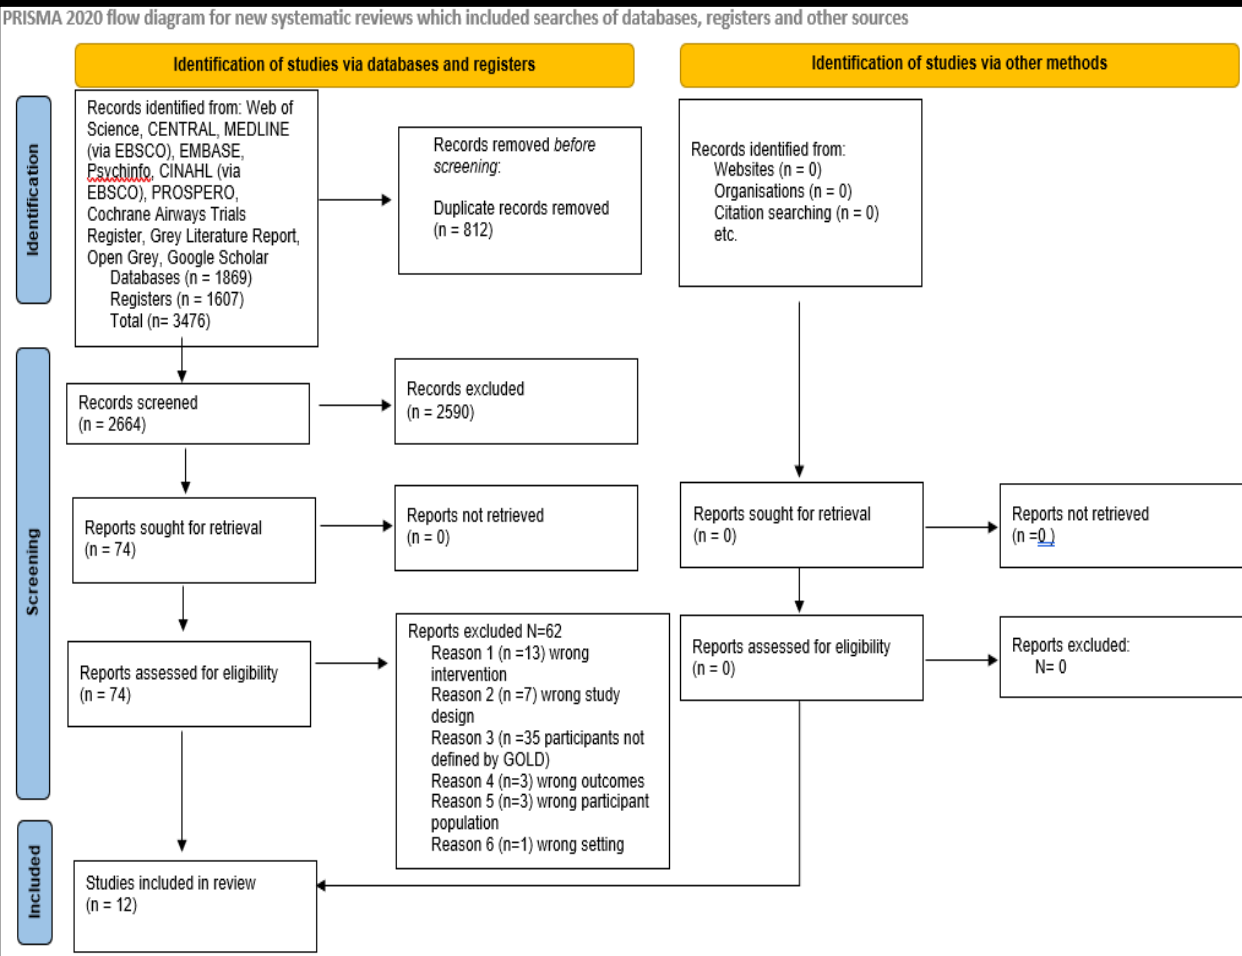 PRISMA 2020 flow diagram for new systematic reviews which included searches of databases, registers and other sources
Identification of studies via databases and registers
Identification of studies via other methods
Identification
Records identified from: Web of
Science, CENTRAL, MEDLINE
(via EBSCO), EMBASE,
Psychinfo, CINAHL (via
EBSCO), PROSPERO,
Cochrane Airways Trials
Register, Grey Literature Report,
Open Grey, Google Scholar
Databases (n = 1869)
Registers (n = 1607)
Total (n= 3476)
Records removed before
screening:
Duplicate records removed
(n = 812)
Records identified from:
Websites (n = 0)
Organisations (n = 0)
Citation searching (n = 0)
etc.
Screening
Records screened
(n = 2664)
Records excluded
(n = 2590)
Reports sought for retrieval
(n = 74)
Reports not retrieved
(n = 0)
Reports sought for retrieval
(n = 0)
Reports not retrieved
(n =0 )
Reports assessed for eligibility
(n = 74)
Reports excluded N=62
Reason 1 (n =13) wrong
intervention
Reason 2 (n =7) wrong study
design
Reason 3 (n =35 participants not
defined by GOLD)
Reason 4 (n=3) wrong outcomes
Reason 5 (n=3) wrong participant
population
Reason 6 (n=1) wrong setting
Reports assessed for eligibility
(n = 0)
Reports excluded:
N= 0
Included
Studies included in review
(n = 12)